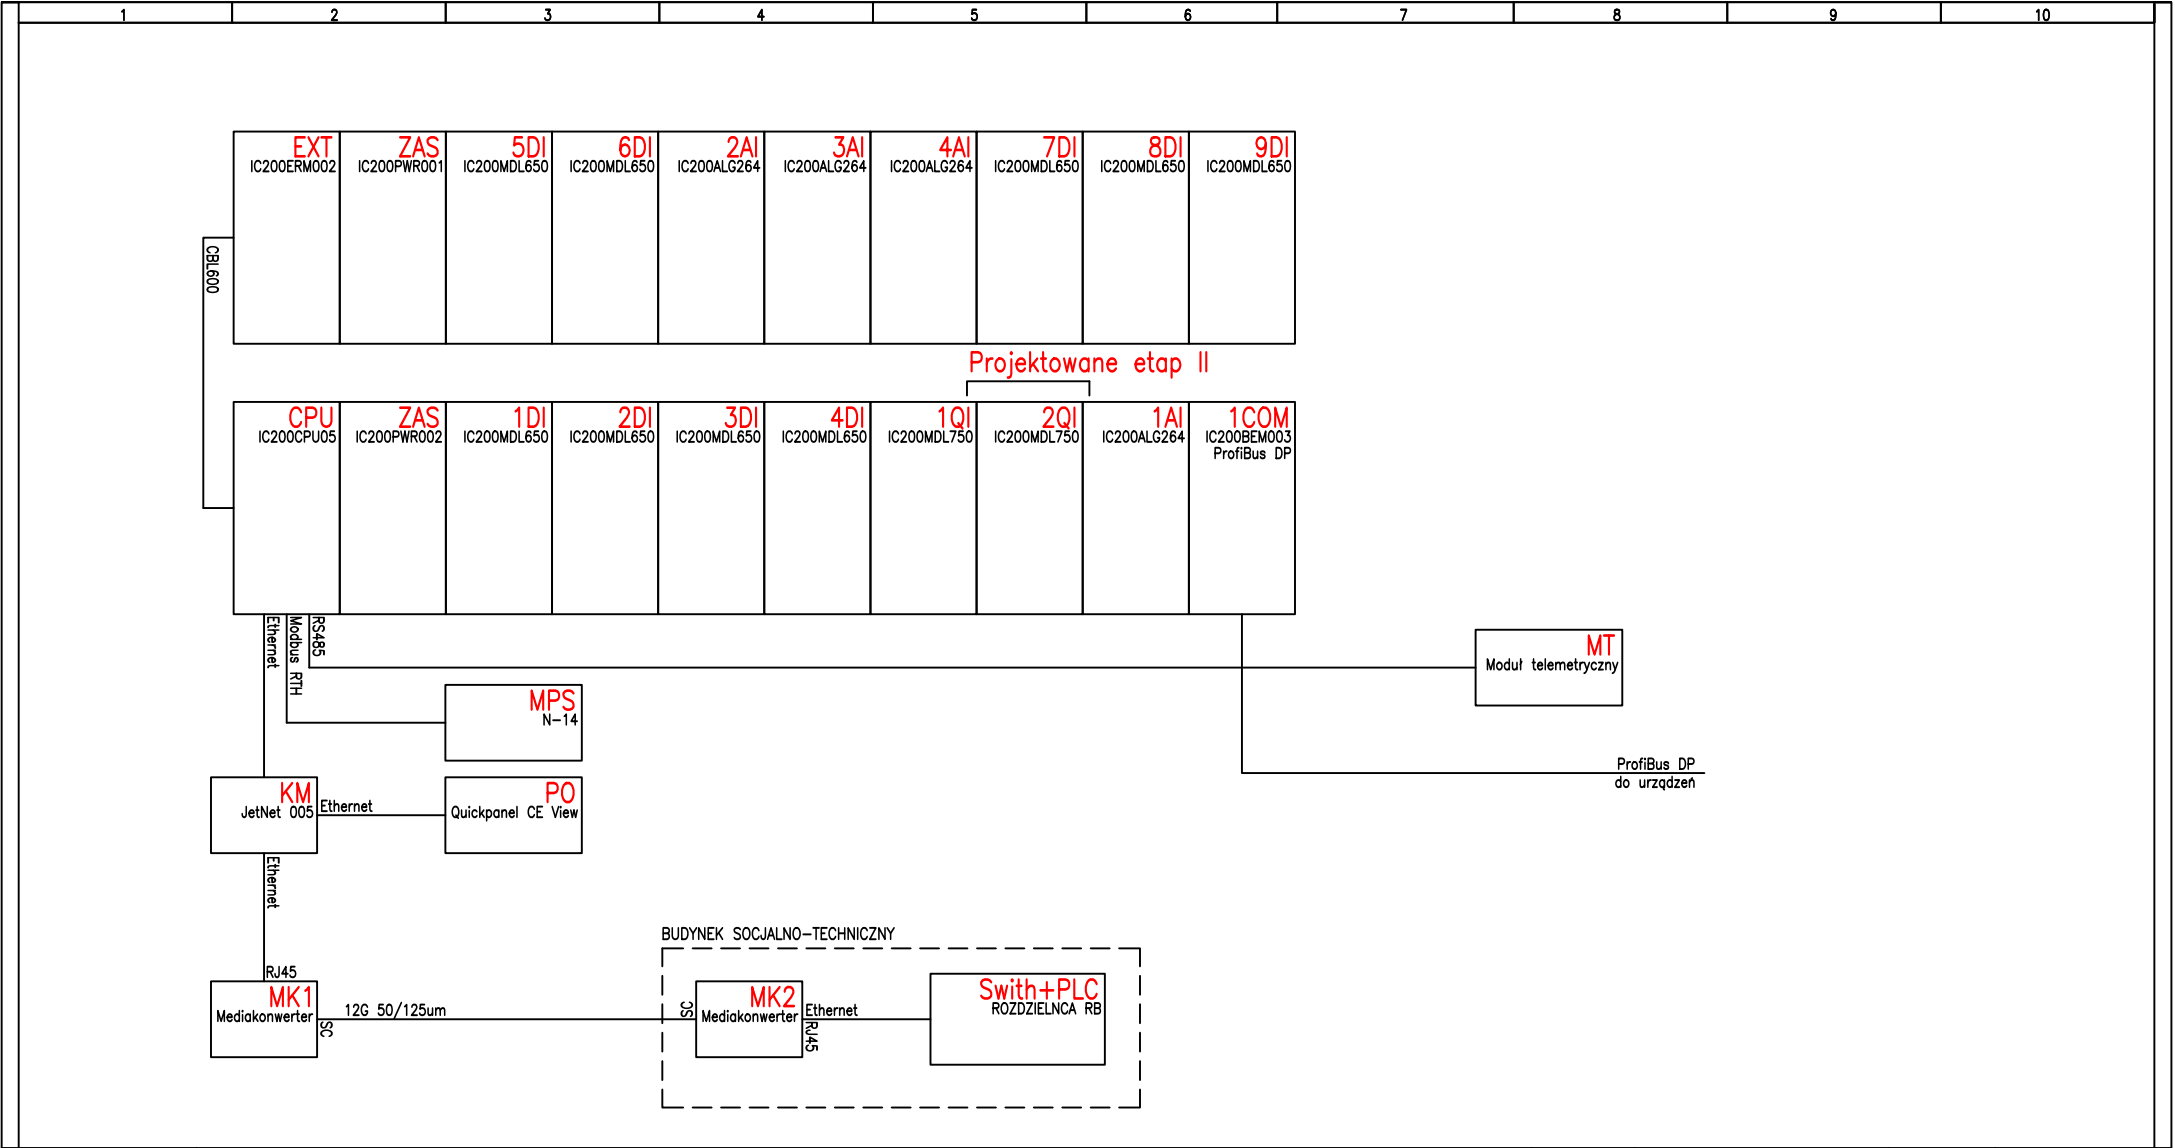 1 2 3 4 5 6 7 8 9 10
EXT ZAS 5DI 6DI 2AI 3AI 4AI 7DI 8DI 9DI
IC200ERM002 IC200PWR001 IC200MDL650 IC200MDL650 IC200ALG264 IC200ALG264 IC200ALG264 IC200MDL650 IC200MDL650 IC200MDL650
CBL600
Projektowane etap II
CPU ZAS 1DI 2DI 3DI 4DI 1QI 2QI 1AI 1COM
IC200CPU05 IC200PWR002 IC200MDL650 IC200MDL650 IC200MDL650 IC200MDL650 IC200MDL750 IC200MDL750 IC200ALG264 IC200BEM003
ProfiBus DP
Ethernet
Modbus RTH
RS485
MT
Moduł telemetryczny
MPS
N-14
ProfiBus DP
do urządzeń
KM
JetNet 005
Ethernet
PO
Quickpanel CE View
Ethernet
RJ45
BUDYNEK SOCJALNO-TECHNICZNY
MK1
Mediakonwerter
SC
12G 50/125um
SC
MK2
Mediakonwerter
Ethernet
RJ45
Swith+PLC
ROZDZIELNCA RB